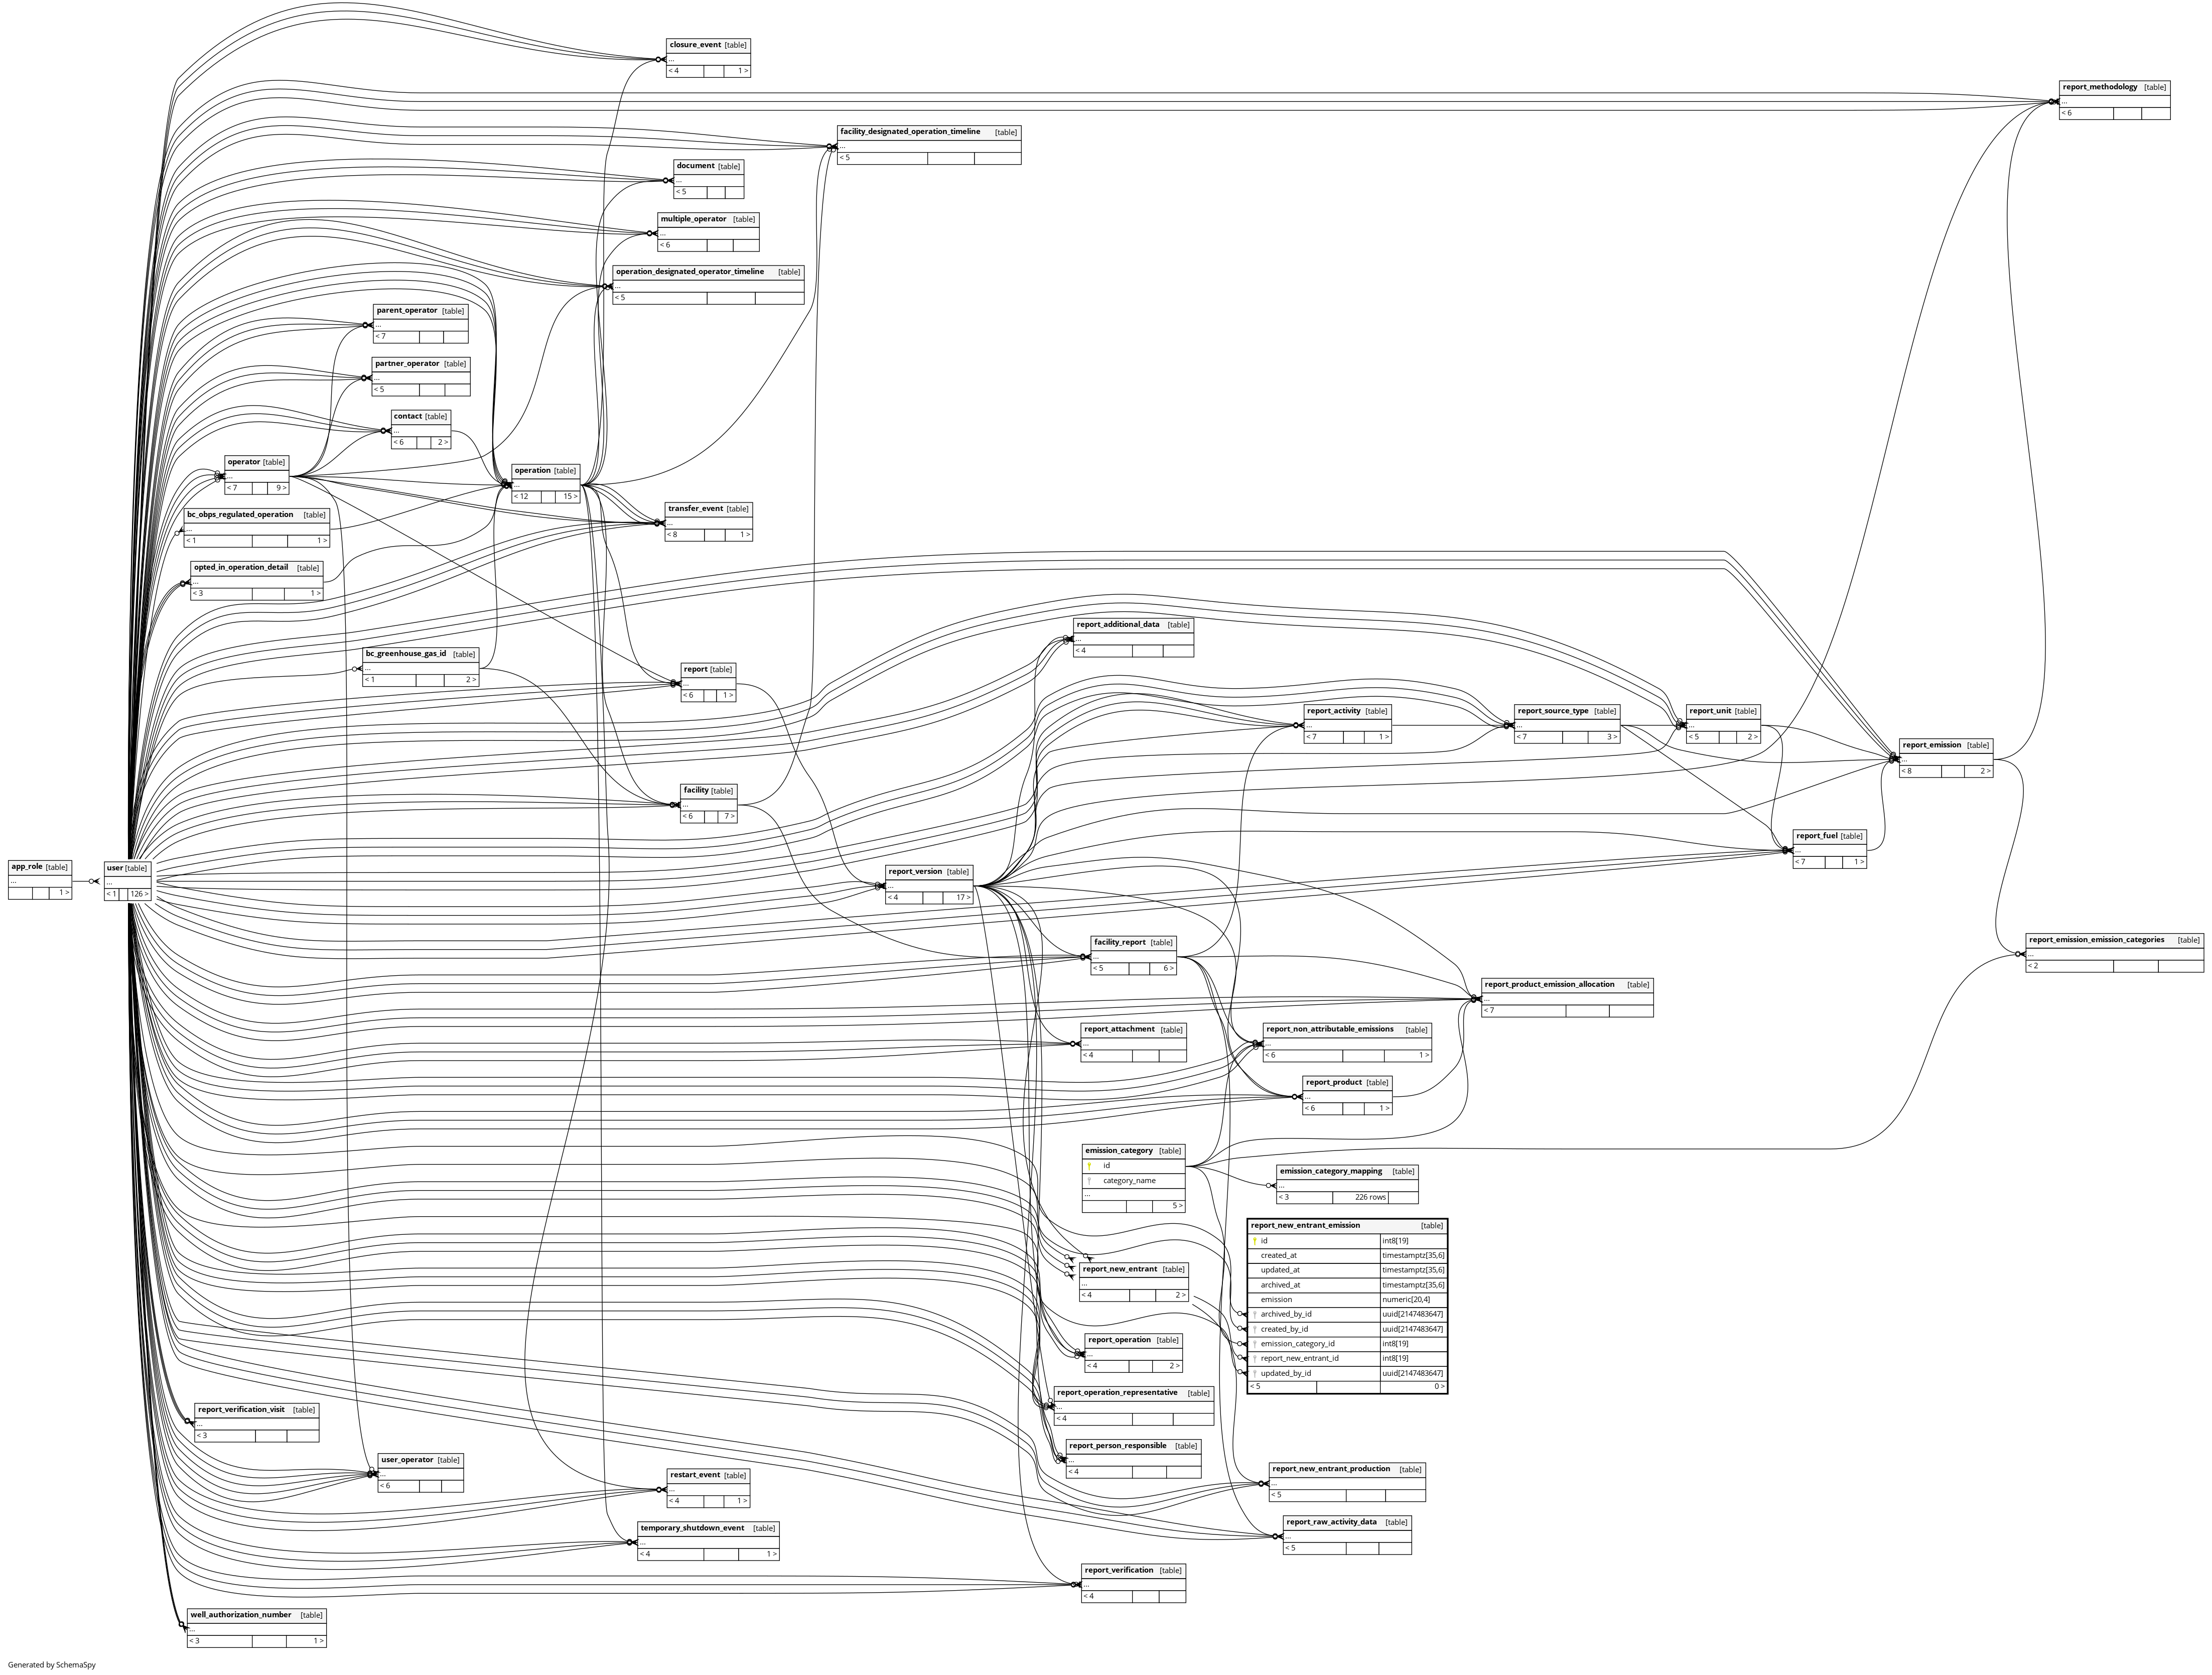 closure_event [table]
...
< 4 1 >
report_methodology [table]
...
< 6
facility_designated_operation_timeline [table]
...
< 5
document [table]
...
< 5
multiple_operator [table]
...
< 6
operation_designated_operator_timeline [table]
...
< 5
parent_operator [table]
...
< 7
partner_operator [table]
...
< 5
contact [table]
...
< 6 2 >
operator [table]
...
< 7 9 >
operation [table]
...
< 12 15 >
transfer_event [table]
...
< 8 1 >
bc_obps_regulated_operation [table]
...
< 1 1 >
opted_in_operation_detail [table]
...
< 3 1 >
report_additional_data [table]
...
< 4
bc_greenhouse_gas_id [table]
...
< 1 2 >
report [table]
...
< 6 1 >
report_activity [table]
...
< 7 1 >
report_source_type [table]
...
< 7 3 >
report_unit [table]
...
< 5 2 >
report_emission [table]
...
< 8 2 >
facility [table]
...
< 6 7 >
report_fuel [table]
...
< 7 1 >
app_role [table]
...
1 >
user [table]
...
< 1 126 >
report_version [table]
...
< 4 17 >
facility_report [table]
...
< 5 6 >
report_emission_emission_categories [table]
...
< 2
report_product_emission_allocation [table]
...
< 7
report_attachment [table]
...
< 4
report_non_attributable_emissions [table]
...
< 6 1 >
report_product [table]
...
< 6 1 >
emission_category [table]
id
category_name
...
5 >
emission_category_mapping [table]
...
< 3 226 rows
report_new_entrant_emission [table]
id int8[19]
created_at timestamptz[35,6]
updated_at timestamptz[35,6]
archived_at timestamptz[35,6]
emission numeric[20,4]
archived_by_id uuid[2147483647]
created_by_id uuid[2147483647]
emission_category_id int8[19]
report_new_entrant_id int8[19]
updated_by_id uuid[2147483647]
< 5 0 >
report_new_entrant [table]
...
< 4 2 >
report_operation [table]
...
< 4 2 >
report_operation_representative [table]
...
< 4
report_verification_visit [table]
...
< 3
report_person_responsible [table]
...
< 4
user_operator [table]
...
< 6
restart_event [table]
...
< 4 1 >
report_new_entrant_production [table]
...
< 5
temporary_shutdown_event [table]
...
< 4 1 >
report_raw_activity_data [table]
...
< 5
report_verification [table]
...
< 4
well_authorization_number [table]
...
< 3 1 >
Generated by SchemaSpy